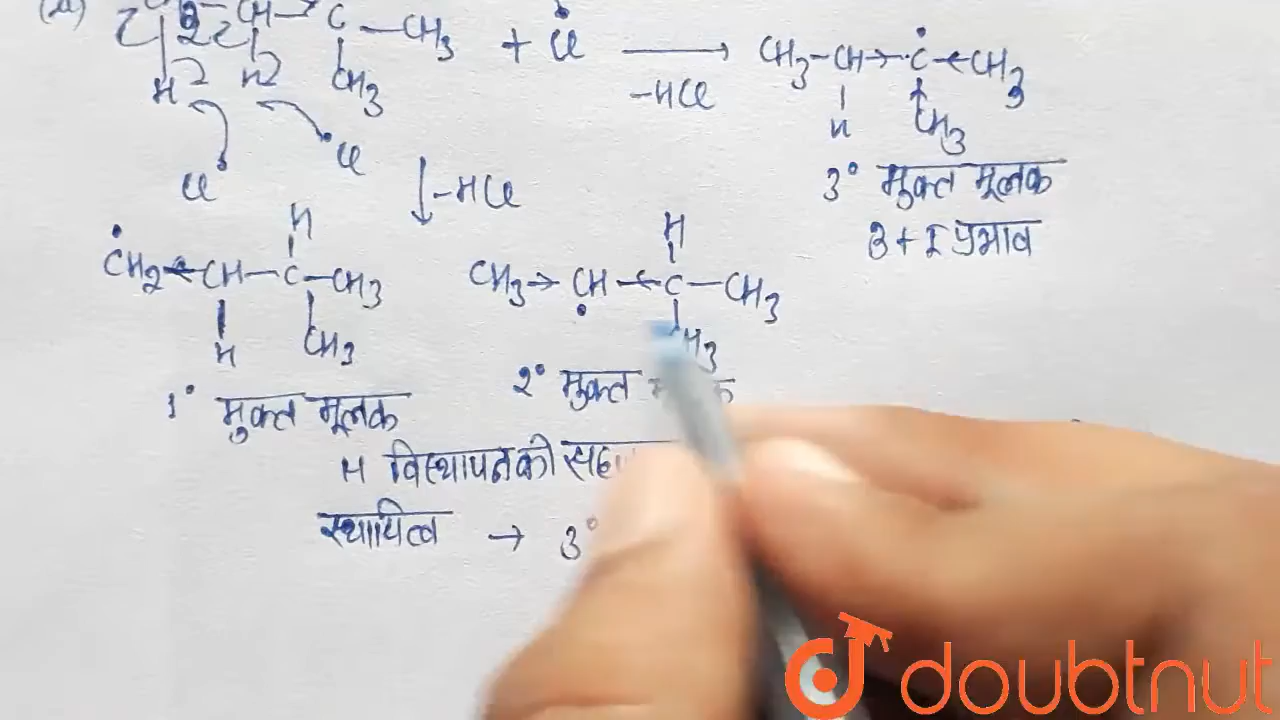 CH → C — CH3 + Cl → CH3 - CH → C ← CH3
H H CH3 - HCl H CH3
Cl Cl ↓ - HCl 3° मुक्त मूलक
3 + I प्रभाव
H H
CH2 ← CH — C — CH3 CH3 → CH ← C — CH3
H CH3 CH3
1° मुक्त मूलक 2° मुक्त
H विस्थापन की
स्थायित्व → 3°
doubtnut